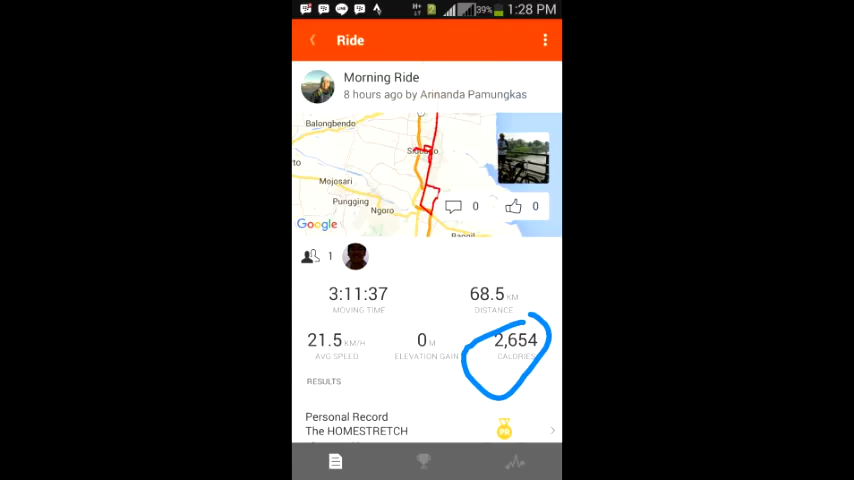 39% 1:28 PM
Ride
Morning Ride
8 hours ago by Arinanda Pamungkas
Balongbendo
Mojosari
Pungging
Ngoro
Google
0 0
1
3:11:37 68.5 KM
MOVING TIME DISTANCE
21.5 KM/H 0 M 2,654
AVG SPEED ELEVATION GAIN CALORIES
RESULTS
Personal Record
The HOMESTRETCH
PR